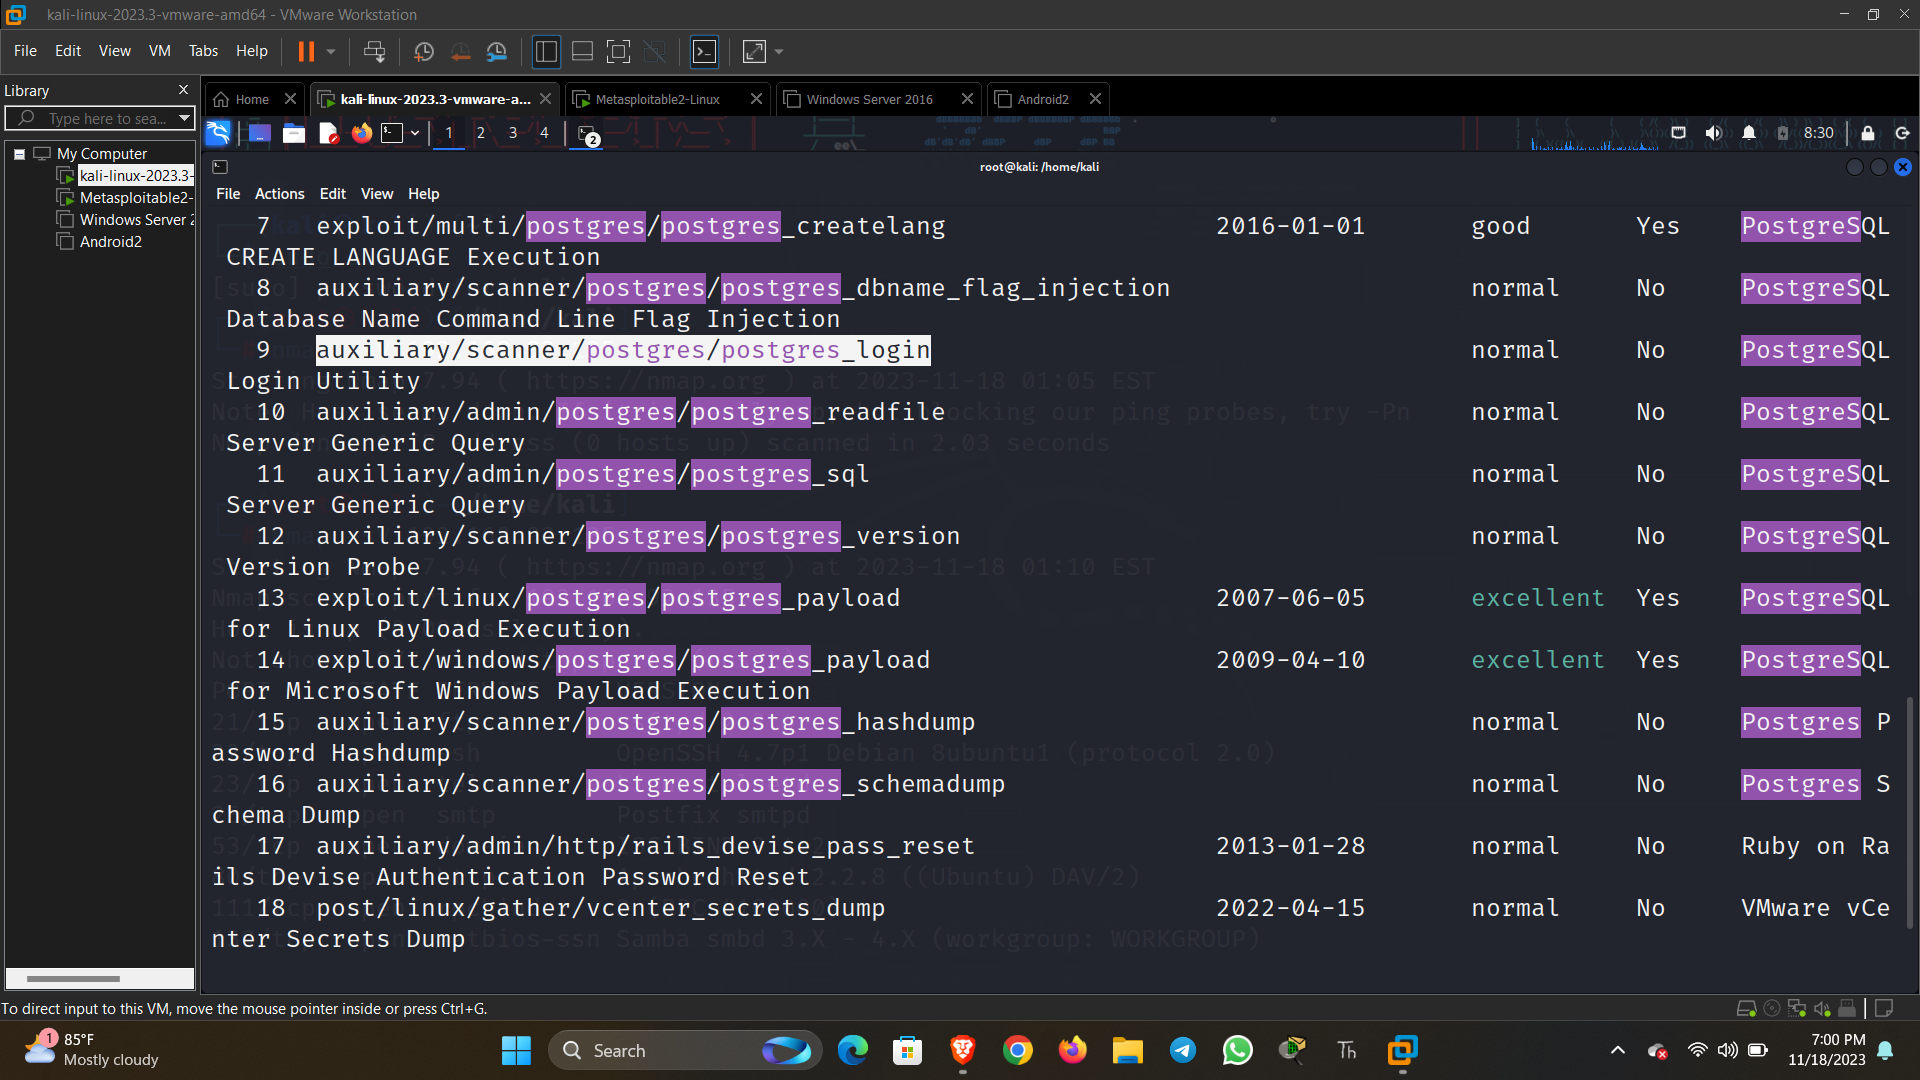 kali-linux-2023.3-vmware-amd64 - VMware Workstation
File Edit View VM Tabs Help
Library
Type here to sea...
My Computer
kali-linux-2023.3-
Metasploitable2-
Windows Server 2
Android2
Home kali-linux-2023.3-vmware-a... Metasploitable2-Linux Windows Server 2016 Android2
1 2 3 4 2 8:30
root@kali: /home/kali
File Actions Edit View Help
7 exploit/multi/postgres/postgres_createlang 2016-01-01 good Yes PostgreSQL
CREATE LANGUAGE Execution
8 auxiliary/scanner/postgres/postgres_dbname_flag_injection normal No PostgreSQL
Database Name Command Line Flag Injection
9 auxiliary/scanner/postgres/postgres_login normal No PostgreSQL
Login Utility
10 auxiliary/admin/postgres/postgres_readfile normal No PostgreSQL
Server Generic Query
11 auxiliary/admin/postgres/postgres_sql normal No PostgreSQL
Server Generic Query
12 auxiliary/scanner/postgres/postgres_version normal No PostgreSQL
Version Probe
13 exploit/linux/postgres/postgres_payload 2007-06-05 excellent Yes PostgreSQL
for Linux Payload Execution
14 exploit/windows/postgres/postgres_payload 2009-04-10 excellent Yes PostgreSQL
for Microsoft Windows Payload Execution
15 auxiliary/scanner/postgres/postgres_hashdump normal No Postgres P
assword Hashdump
16 auxiliary/scanner/postgres/postgres_schemadump normal No Postgres S
chema Dump
17 auxiliary/admin/http/rails_devise_pass_reset 2013-01-28 normal No Ruby on Ra
ils Devise Authentication Password Reset
18 post/linux/gather/vcenter_secrets_dump 2022-04-15 normal No VMware vCe
nter Secrets Dump
To direct input to this VM, move the mouse pointer inside or press Ctrl+G.
1 85°F
Mostly cloudy
Search
Th
7:00 PM
11/18/2023